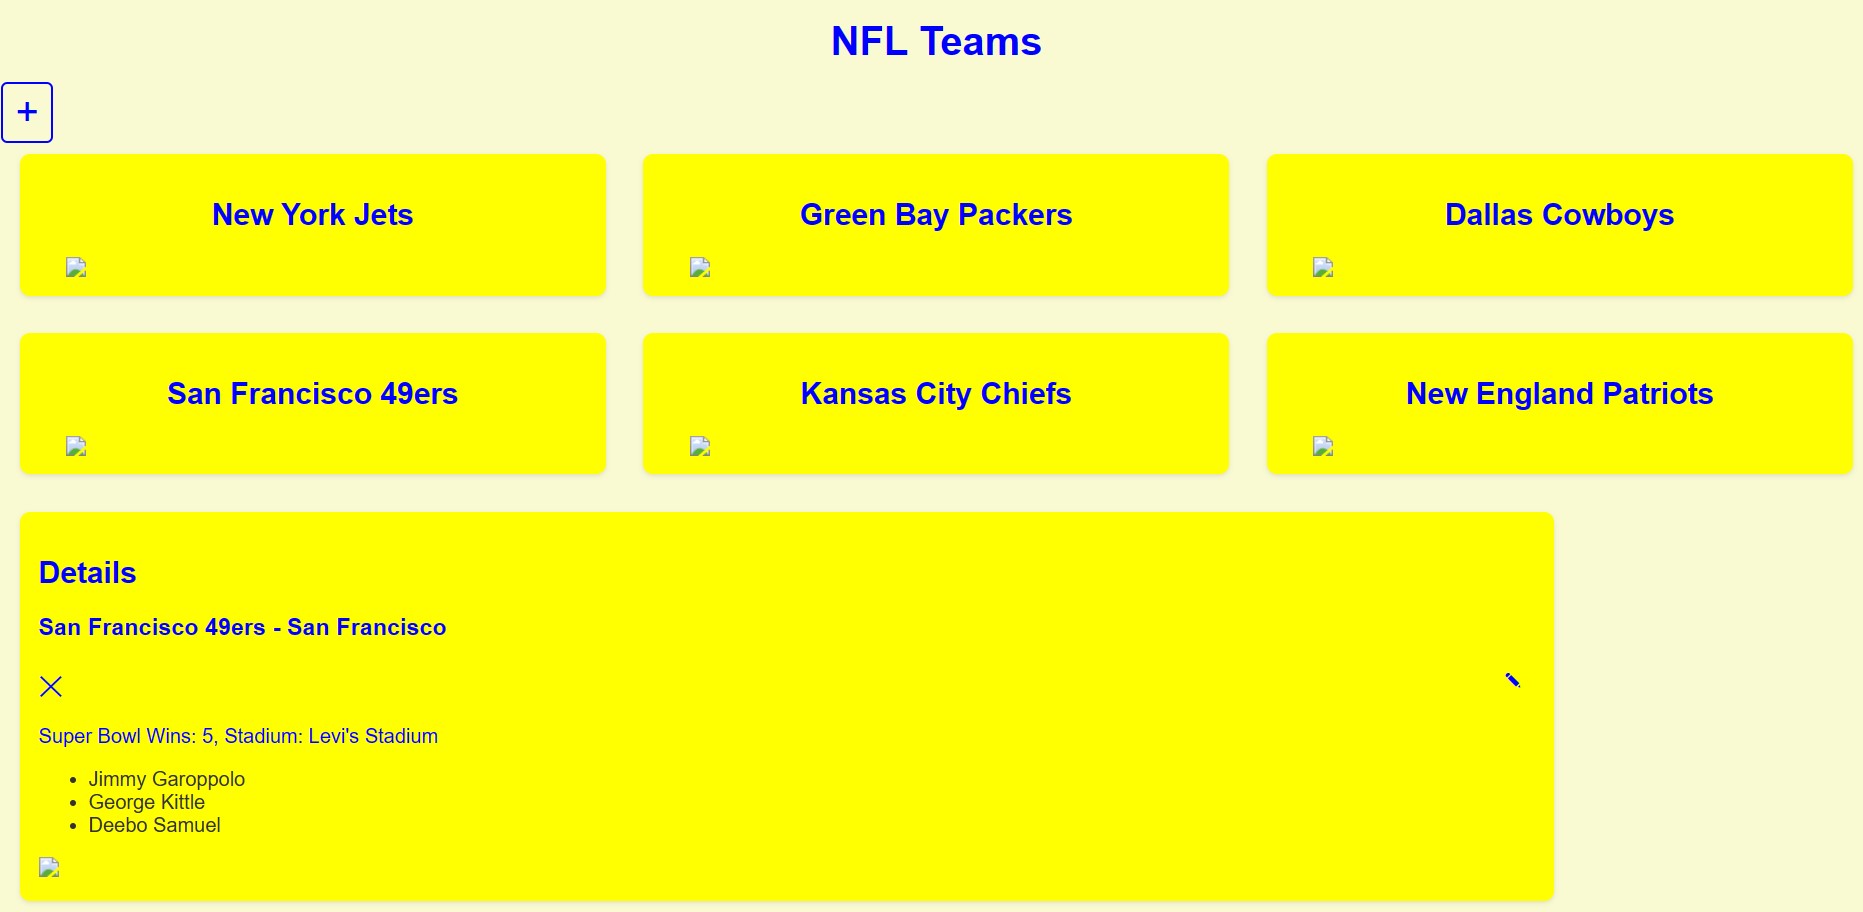 NFL Teams
+
New York Jets
Green Bay Packers
Dallas Cowboys
San Francisco 49ers
Kansas City Chiefs
New England Patriots
Details
San Francisco 49ers - San Francisco
Super Bowl Wins: 5, Stadium: Levi's Stadium
• Jimmy Garoppolo
• George Kittle
• Deebo Samuel